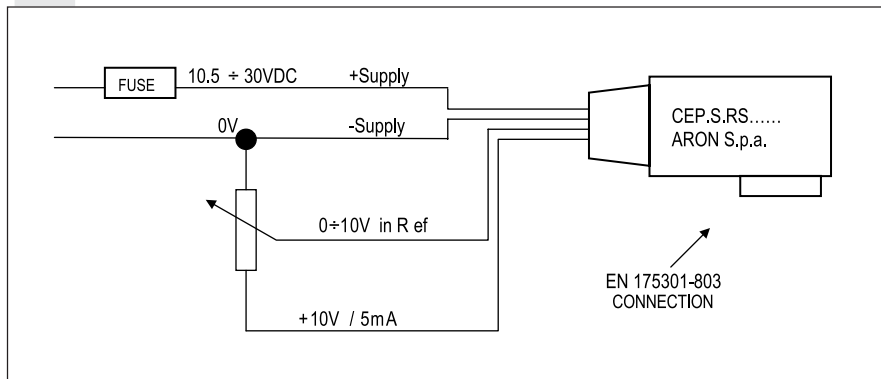 FUSE
10.5 ÷ 30VDC
+Supply
0V
-Supply
CEP.S.RS......
ARON S.p.a.
0÷10V in R ef
EN 175301-803
CONNECTION
+10V / 5mA